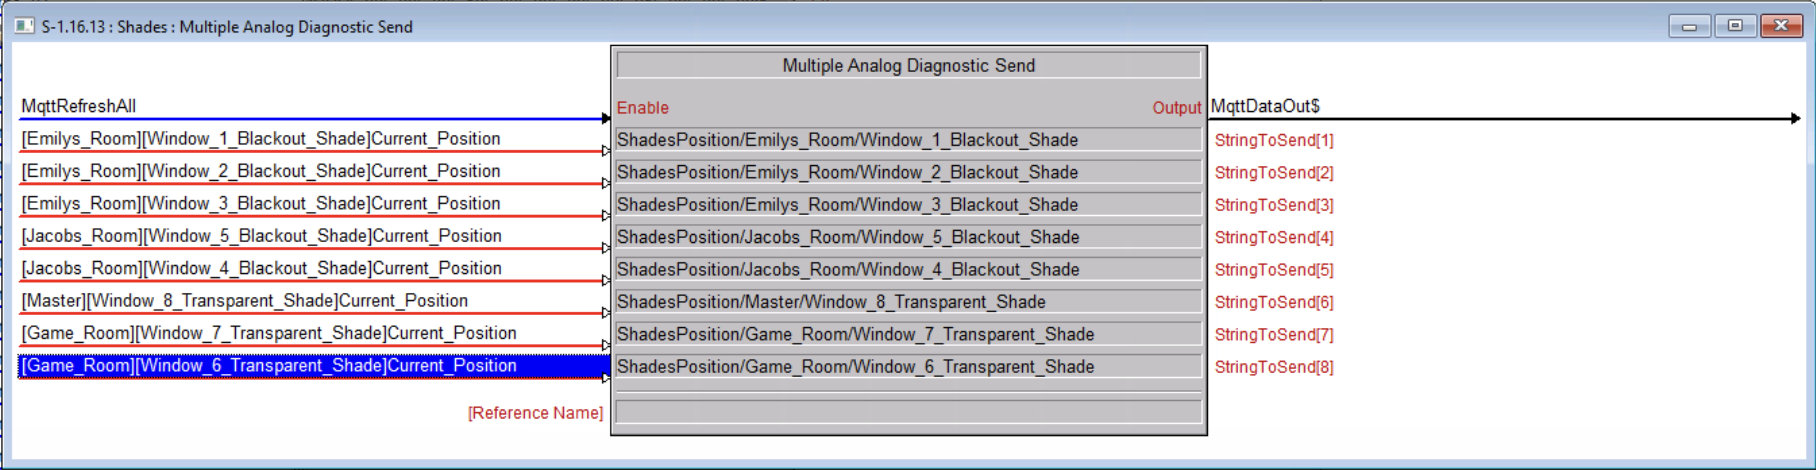 S-1.16.13 : Shades : Multiple Analog Diagnostic Send
Multiple Analog Diagnostic Send
MqttRefreshAll Enable Output MqttDataOut$
[Emilys_Room][Window_1_Blackout_Shade]Current_Position ShadesPosition/Emilys_Room/Window_1_Blackout_Shade StringToSend[1]
[Emilys_Room][Window_2_Blackout_Shade]Current_Position ShadesPosition/Emilys_Room/Window_2_Blackout_Shade StringToSend[2]
[Emilys_Room][Window_3_Blackout_Shade]Current_Position ShadesPosition/Emilys_Room/Window_3_Blackout_Shade StringToSend[3]
[Jacobs_Room][Window_5_Blackout_Shade]Current_Position ShadesPosition/Jacobs_Room/Window_5_Blackout_Shade StringToSend[4]
[Jacobs_Room][Window_4_Blackout_Shade]Current_Position ShadesPosition/Jacobs_Room/Window_4_Blackout_Shade StringToSend[5]
[Master][Window_8_Transparent_Shade]Current_Position ShadesPosition/Master/Window_8_Transparent_Shade StringToSend[6]
[Game_Room][Window_7_Transparent_Shade]Current_Position ShadesPosition/Game_Room/Window_7_Transparent_Shade StringToSend[7]
[Game_Room][Window_6_Transparent_Shade]Current_Position ShadesPosition/Game_Room/Window_6_Transparent_Shade StringToSend[8]
[Reference Name]